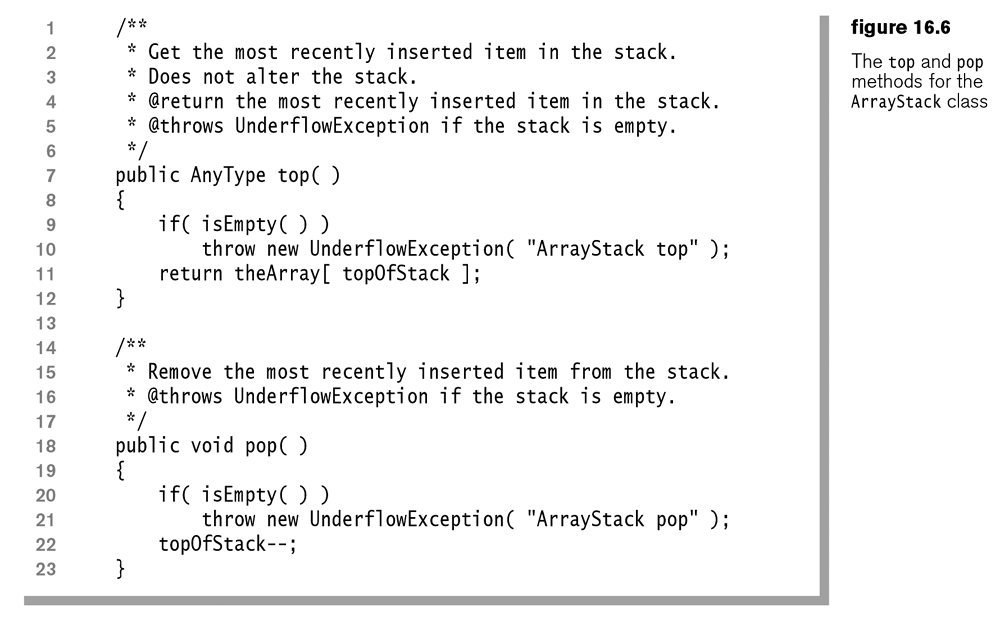 1 /**
2 * Get the most recently inserted item in the stack.
3 * Does not alter the stack.
4 * @return the most recently inserted item in the stack.
5 * @throws UnderflowException if the stack is empty.
6 */
7 public AnyType top( )
8 {
9 if( isEmpty( ) )
10 throw new UnderflowException( "ArrayStack top" );
11 return theArray[ topOfStack ];
12 }
13
14 /**
15 * Remove the most recently inserted item from the stack.
16 * @throws UnderflowException if the stack is empty.
17 */
18 public void pop( )
19 {
20 if( isEmpty( ) )
21 throw new UnderflowException( "ArrayStack pop" );
22 topOfStack--;
23 }
figure 16.6
The top and pop
methods for the
ArrayStack class